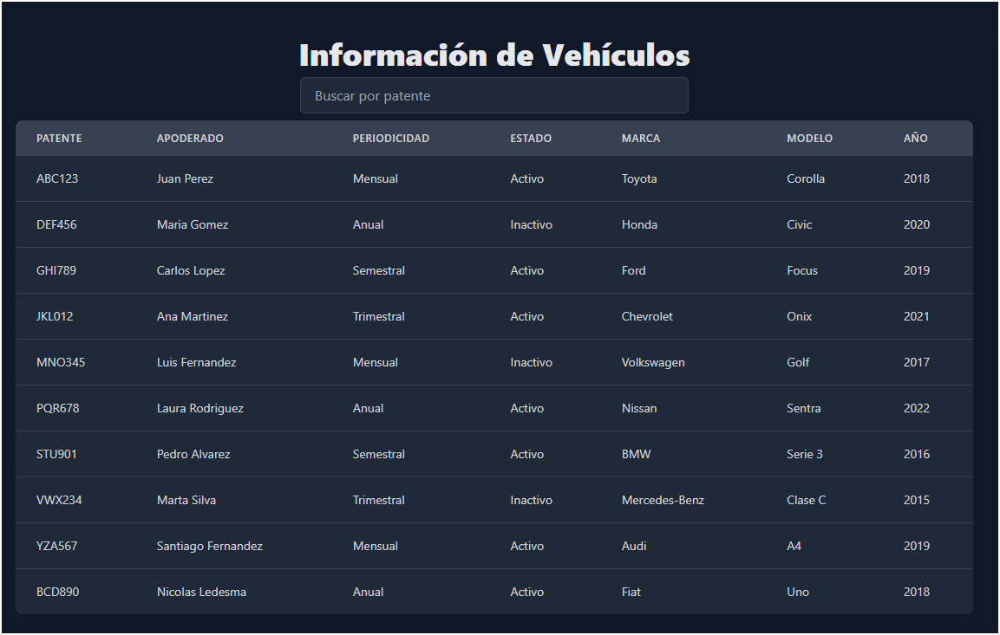 Información de Vehículos
Buscar por patente
PATENTE APODERADO PERIODICIDAD ESTADO MARCA MODELO AÑO
ABC123 Juan Perez Mensual Activo Toyota Corolla 2018
DEF456 Maria Gomez Anual Inactivo Honda Civic 2020
GHI789 Carlos Lopez Semestral Activo Ford Focus 2019
JKL012 Ana Martinez Trimestral Activo Chevrolet Onix 2021
MNO345 Luis Fernandez Mensual Inactivo Volkswagen Golf 2017
PQR678 Laura Rodriguez Anual Activo Nissan Sentra 2022
STU901 Pedro Alvarez Semestral Activo BMW Serie 3 2016
VWX234 Marta Silva Trimestral Inactivo Mercedes-Benz Clase C 2015
YZA567 Santiago Fernandez Mensual Activo Audi A4 2019
BCD890 Nicolas Ledesma Anual Activo Fiat Uno 2018